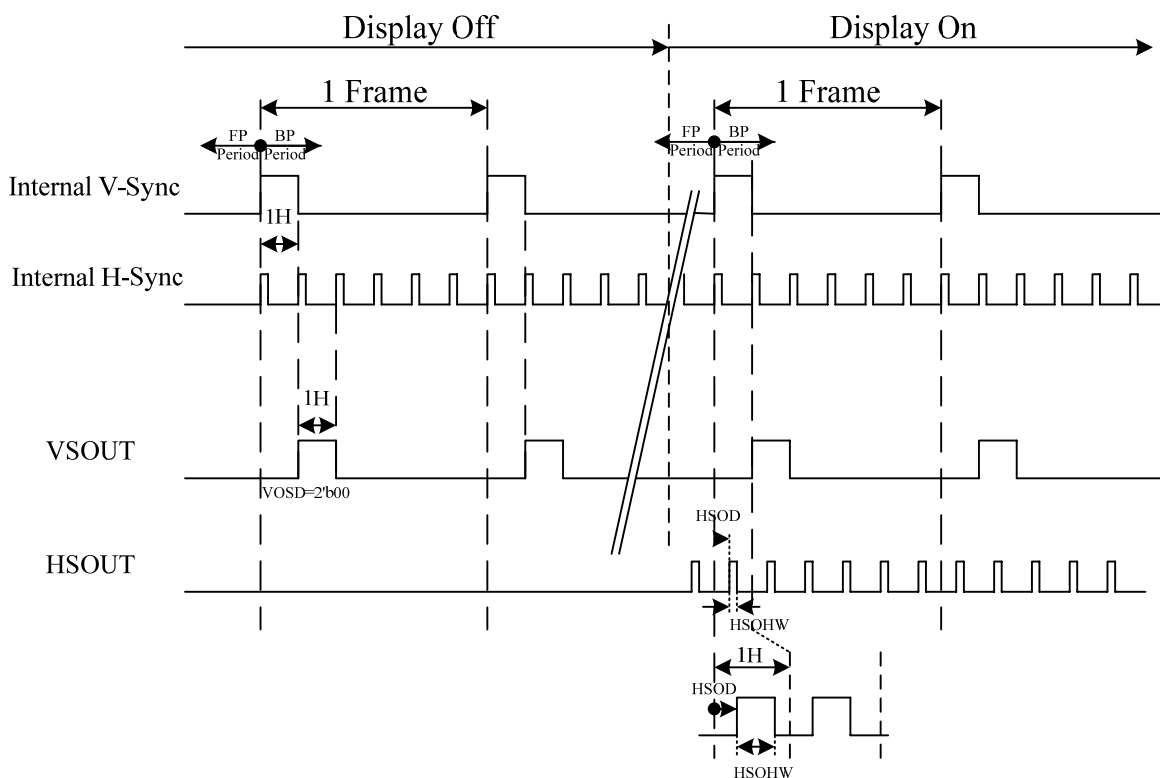 Display Off
Display On
1 Frame
1 Frame
FP
Period
BP
Period
FP
Period
BP
Period
Internal V-Sync
1H
Internal H-Sync
1H
VSOUT
VOSD=2'b00
HSOD
HSOUT
HSOHW
1H
HSOD
HSOHW